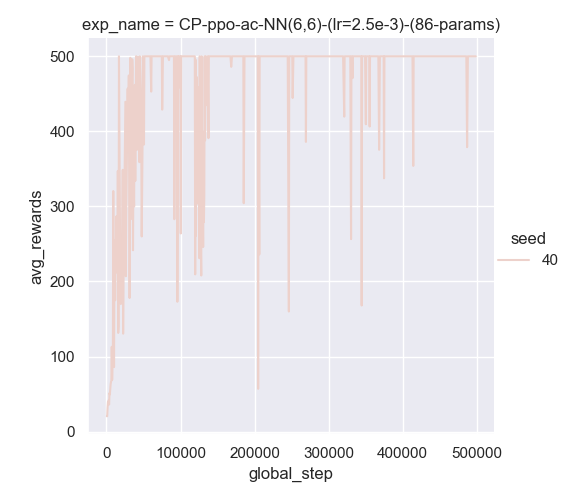 exp_name = CP-ppo-ac-NN(6,6)-(lr=2.5e-3)-(86-params)
500
400
300
200
100
0
avg_rewards
seed
40
0 100000 200000 300000 400000 500000
global_step